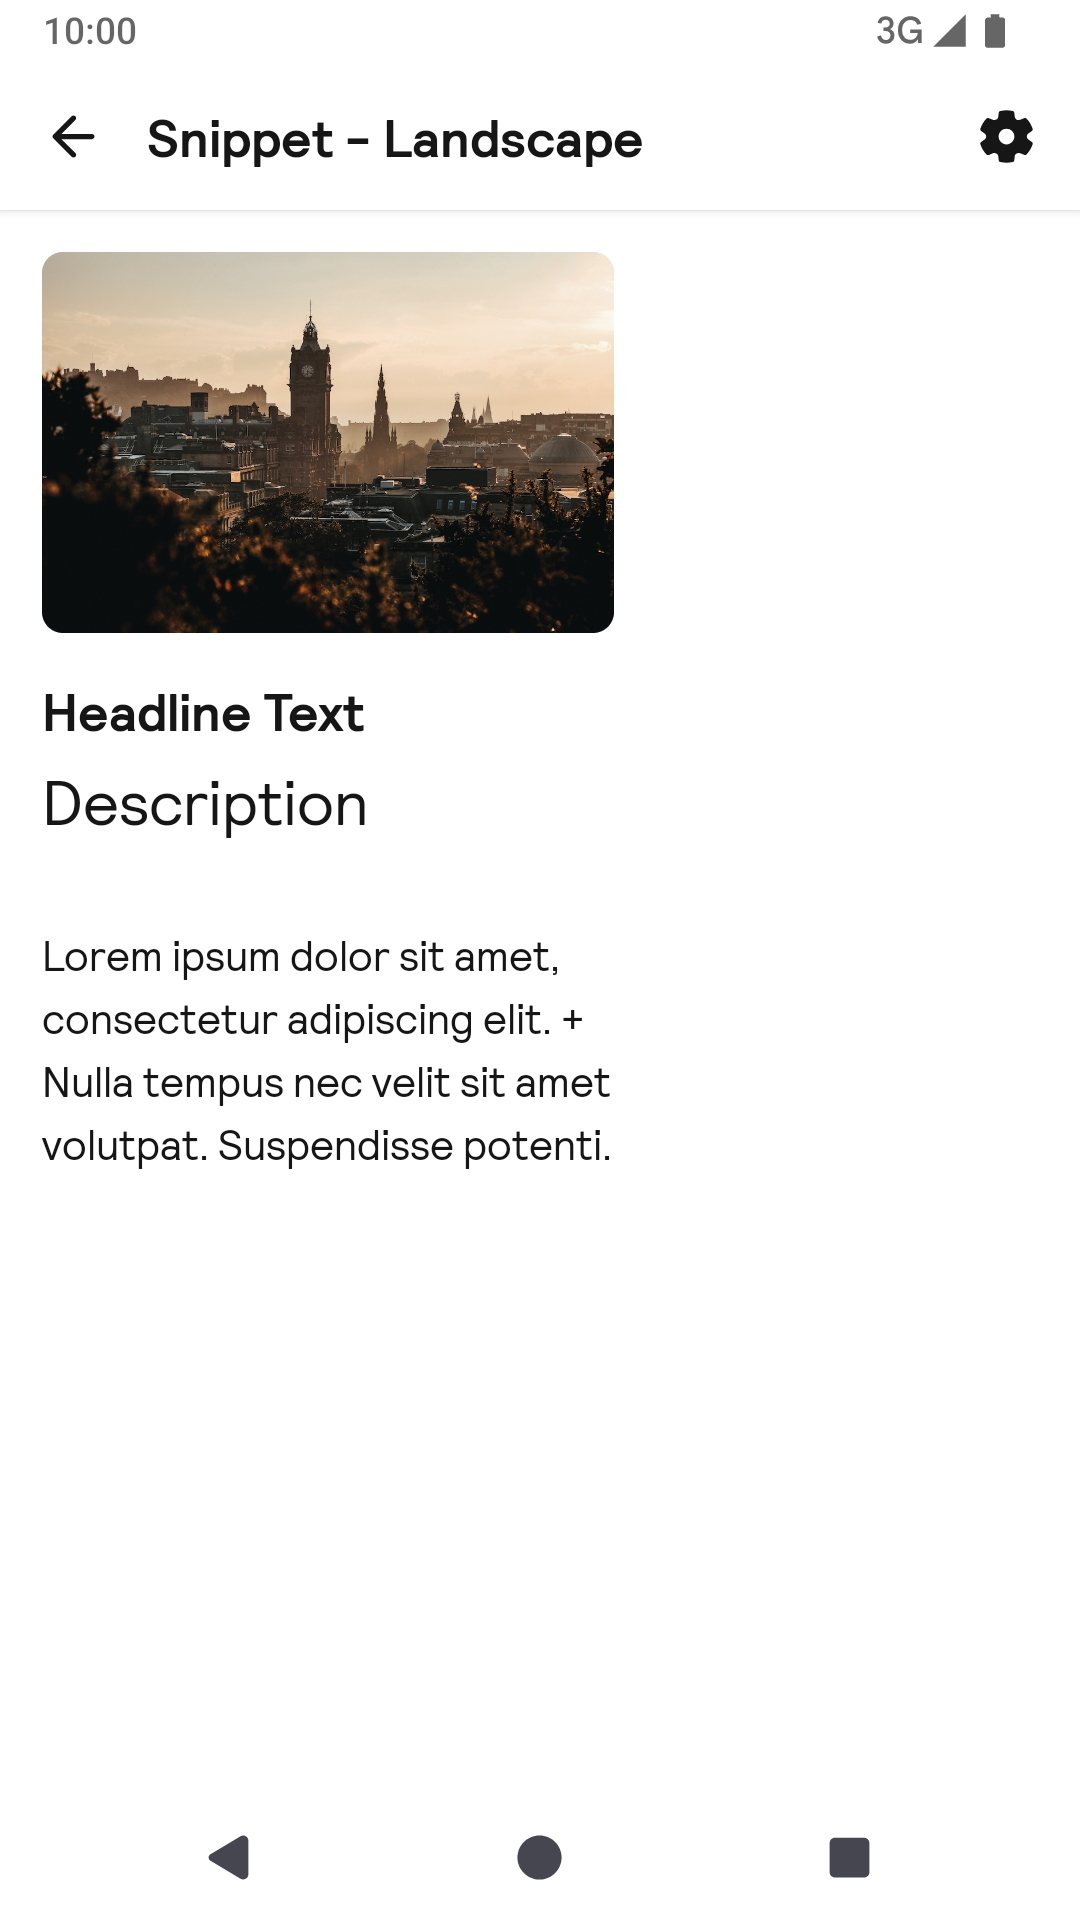 10:00 3G
Snippet - Landscape
Headline Text
Description
Lorem ipsum dolor sit amet,
consectetur adipiscing elit. +
Nulla tempus nec velit sit amet
volutpat. Suspendisse potenti.